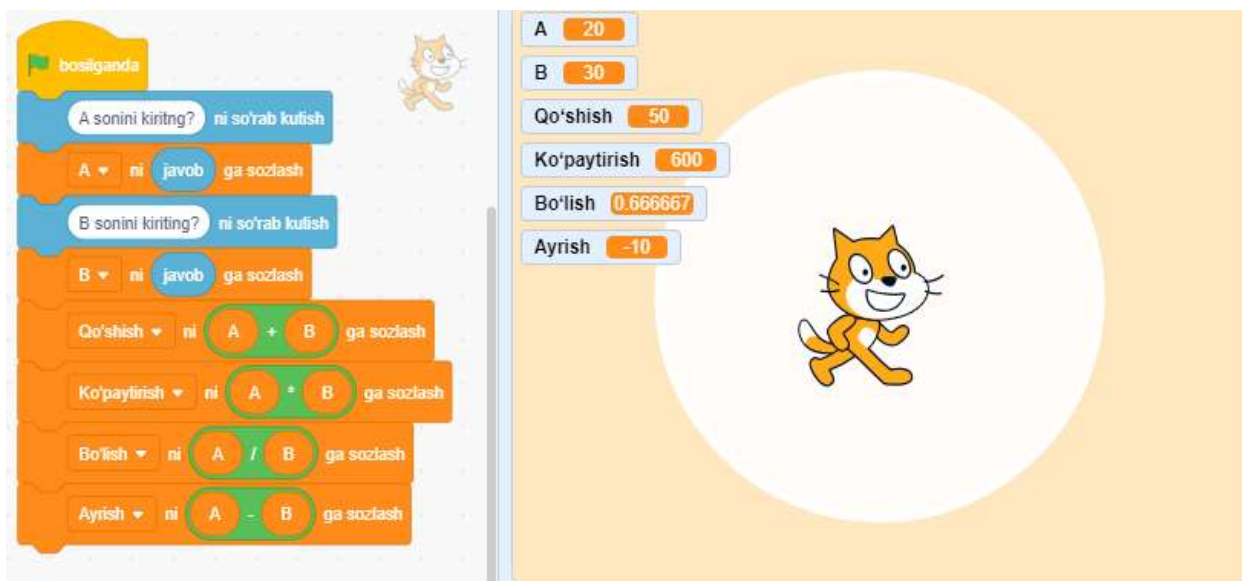 bosilganda
A sonini kiritng? ni so'rab kutish
A ni javob ga sozlash
B sonini kiriting? ni so'rab kutish
B ni javob ga sozlash
Qo'shish ni A + B ga sozlash
Ko'paytirish ni A * B ga sozlash
Bo'lish ni A / B ga sozlash
Ayrish ni A - B ga sozlash
A 20
B 30
Qo'shish 50
Ko'paytirish 600
Bo'lish 0.666667
Ayrish -10